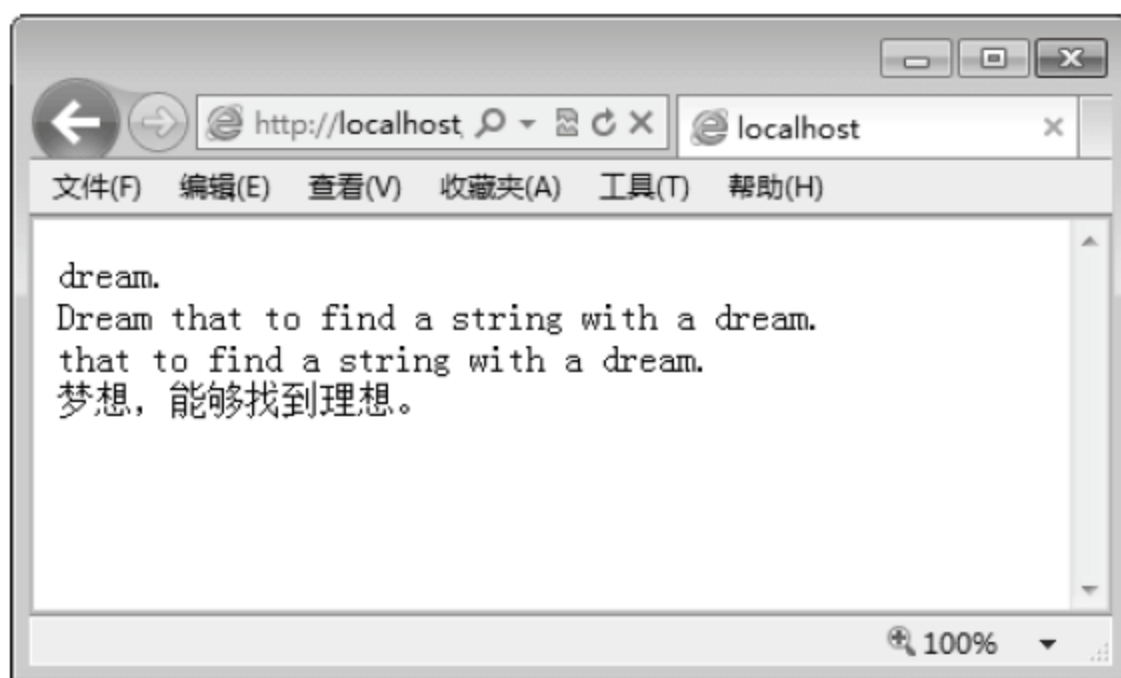 http://localhost
localhost
文件(F) 编辑(E) 查看(V) 收藏夹(A) 工具(T) 帮助(H)
dream.
Dream that to find a string with a dream.
that to find a string with a dream.
梦想，能够找到理想。
100%